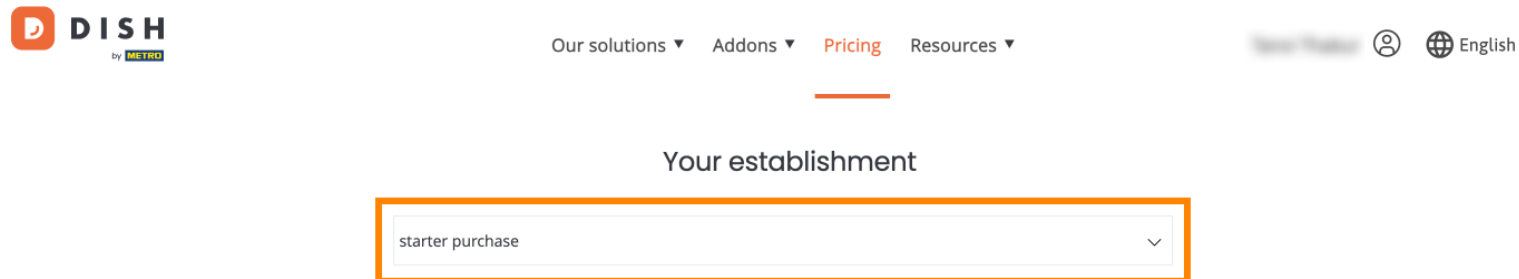 DISH
by METRO
Our solutions ▼ Addons ▼ Pricing Resources ▼ English
Your establishment
starter purchase